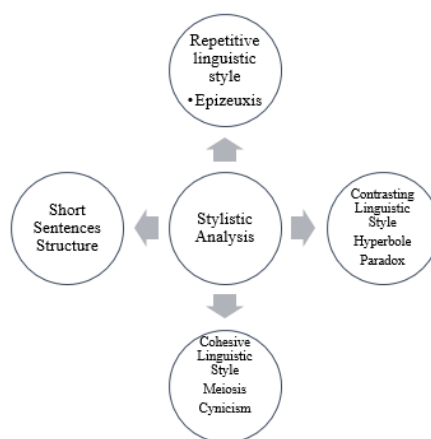 Repetitive
linguistic
style
•Epizeuxis
Short
Sentences
Structure
Stylistic
Analysis
Contrasting
Linguistic
Style
Hyperbole
Paradox
Cohesive
Linguistic
Style
Meiosis
Cynicism